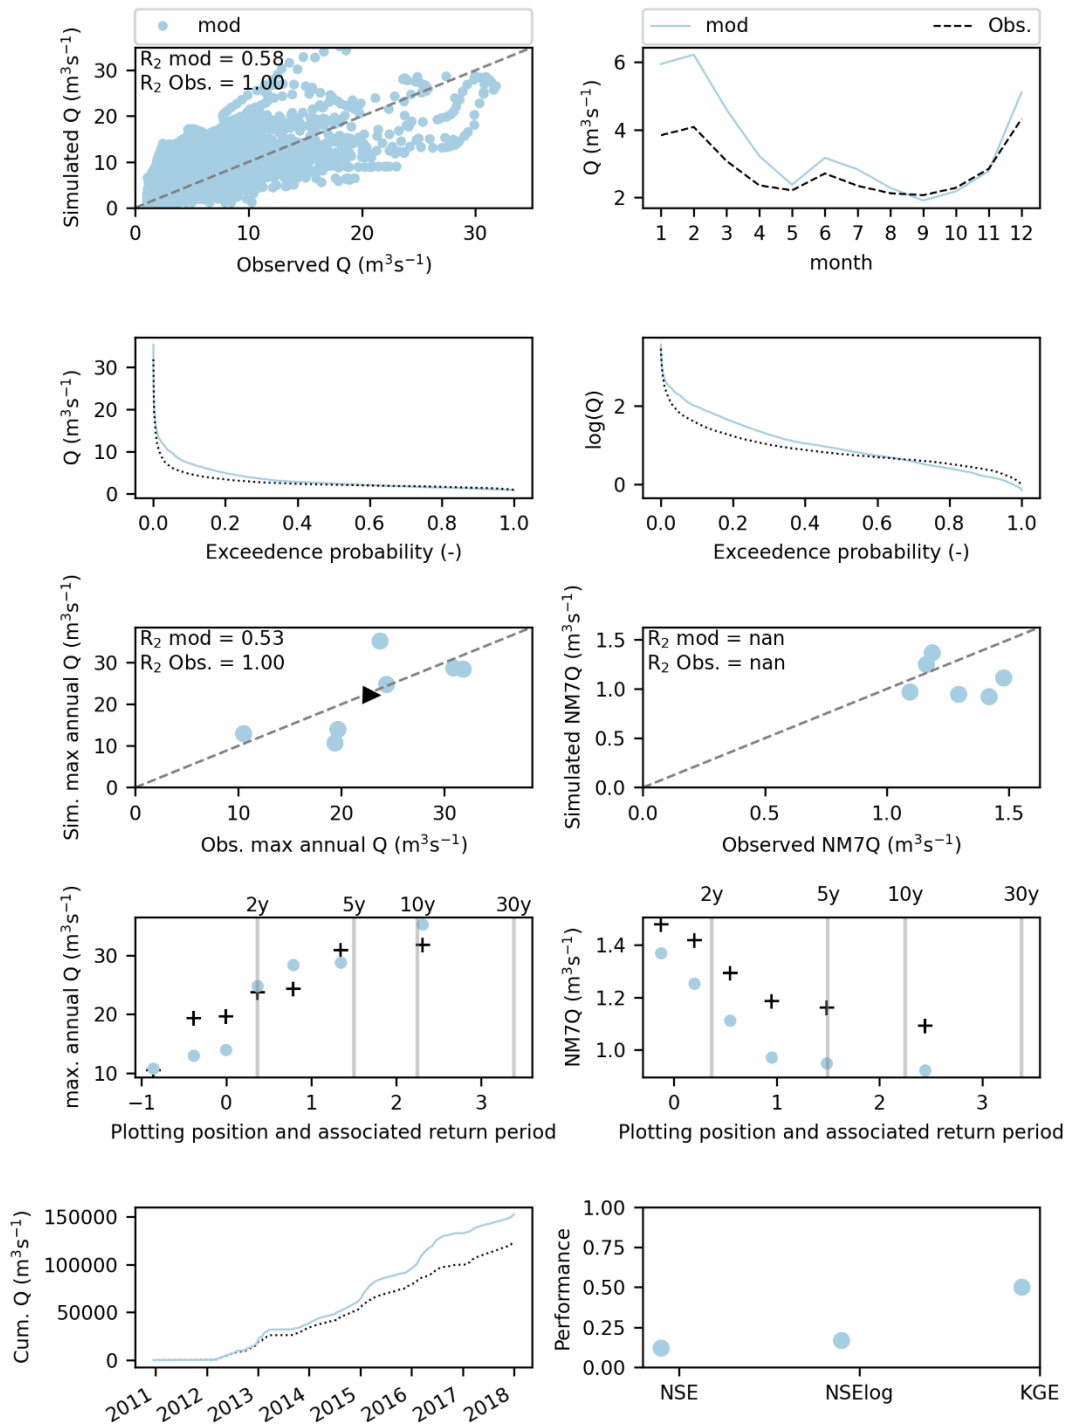 mod
mod Obs.
R₂ mod = 0.58
R₂ Obs. = 1.00
Simulated Q (m³s⁻¹)
30
20
10
0
0 10 20 30
Observed Q (m³s⁻¹)
Q (m³s⁻¹)
6
4
2
1 2 3 4 5 6 7 8 9 10 11 12
month
Q (m³s⁻¹)
30
20
10
0
0.0 0.2 0.4 0.6 0.8 1.0
Exceedence probability (-)
log(Q)
2
0
0.0 0.2 0.4 0.6 0.8 1.0
Exceedence probability (-)
R₂ mod = 0.53
R₂ Obs. = 1.00
Sim. max annual Q (m³s⁻¹)
30
20
10
0
0 10 20 30
Obs. max annual Q (m³s⁻¹)
R₂ mod = nan
R₂ Obs. = nan
Simulated NM7Q (m³s⁻¹)
1.5
1.0
0.5
0.0
0.0 0.5 1.0 1.5
Observed NM7Q (m³s⁻¹)
2y 5y 10y 30y
max. annual Q (m³s⁻¹)
30
20
10
−1 0 1 2 3
Plotting position and associated return period
2y 5y 10y 30y
NM7Q (m³s⁻¹)
1.4
1.2
1.0
0 1 2 3
Plotting position and associated return period
Cum. Q (m³s⁻¹)
150000
100000
50000
0
2011 2012 2013 2014 2015 2016 2017 2018
Performance
1.00
0.75
0.50
0.25
0.00
NSE NSElog KGE